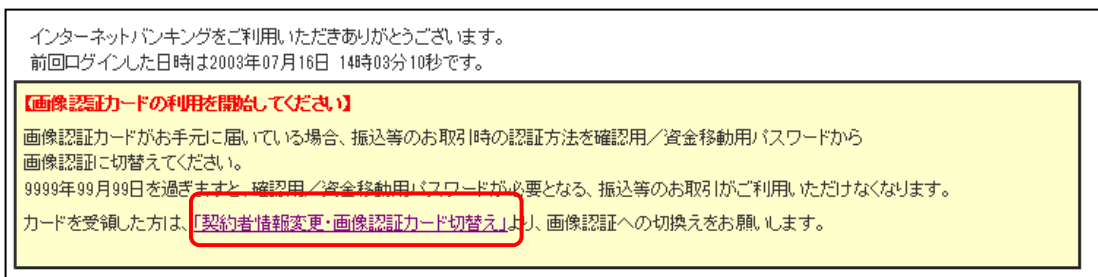 インターネットバンキングをご利用いただきありがとうございます。
前回ログインした日時は2003年07月16日 14時03分10秒です。
【画像認証カードの利用を開始してください】
画像認証カードがお手元に届いている場合、振込等のお取引時の認証方法を確認用／資金移動用パスワードから
画像認証に切替えてください。
9999年99月99日を過ぎますと、確認用／資金移動用パスワードが必要となる、振込等のお取引がご利用いただけなくなります。
カードを受領した方は、「契約者情報変更・画像認証カード切替え」より、画像認証への切換えをお願いします。